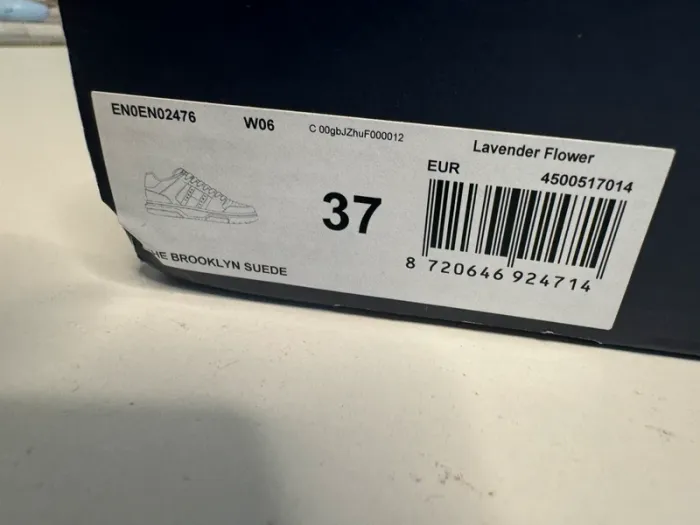 EN0EN02476
W06
C 00gbJZhuF000012
Lavender Flower
EUR
4500517014
37
8 720646 924714
HE BROOKLYN SUEDE